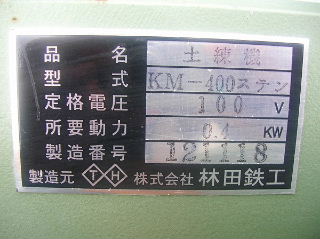 品名 土練機
型式 KM-400ステン
定格電圧 100 V
所要動力 0.4 KW
製造番号 121118
製造元 TH 株式会社 林田鉄工